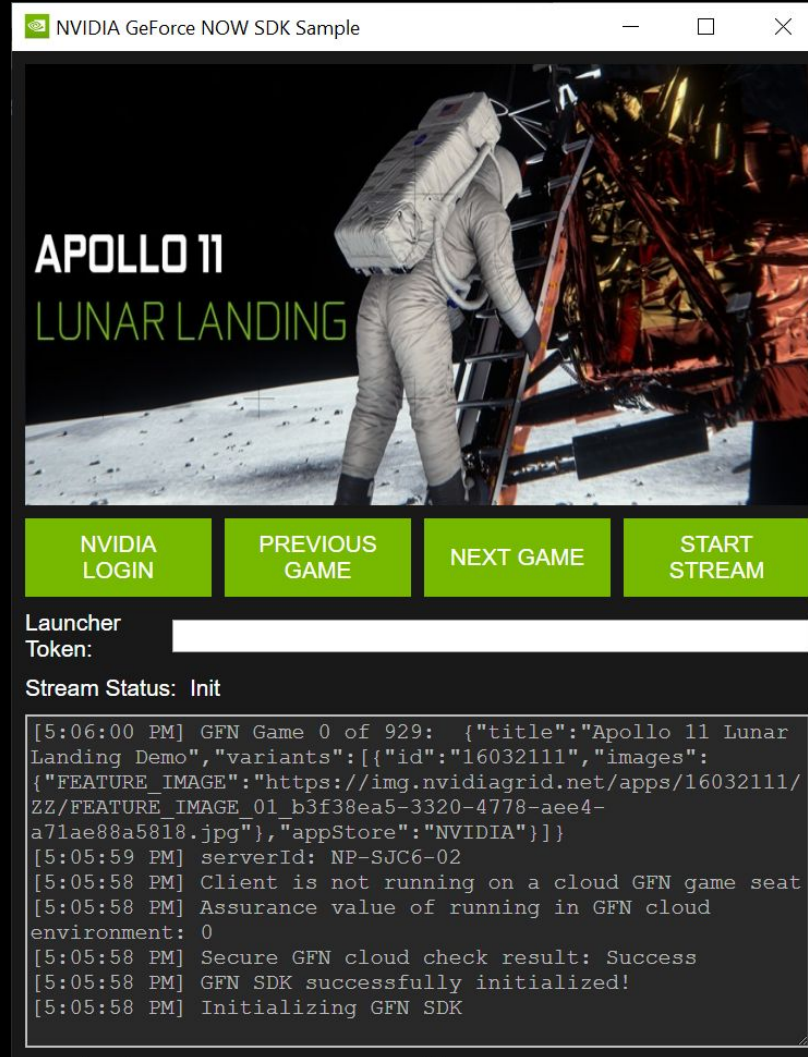 NVIDIA GeForce NOW SDK Sample
APOLLO 11
LUNAR LANDING
NVIDIA
LOGIN
PREVIOUS
GAME
NEXT GAME
START
STREAM
Launcher
Token:
Stream Status: Init
[5:06:00 PM] GFN Game 0 of 929: {"title":"Apollo 11 Lunar
Landing Demo","variants":[{"id":"16032111","images":
{"FEATURE_IMAGE":"https://img.nvidiagrid.net/apps/16032111/
ZZ/FEATURE_IMAGE_01_b3f38ea5-3320-4778-aee4-
a71ae88a5818.jpg"},"appStore":"NVIDIA"}]}
[5:05:59 PM] serverId: NP-SJC6-02
[5:05:58 PM] Client is not running on a cloud GFN game seat
[5:05:58 PM] Assurance value of running in GFN cloud
environment: 0
[5:05:58 PM] Secure GFN cloud check result: Success
[5:05:58 PM] GFN SDK successfully initialized!
[5:05:58 PM] Initializing GFN SDK